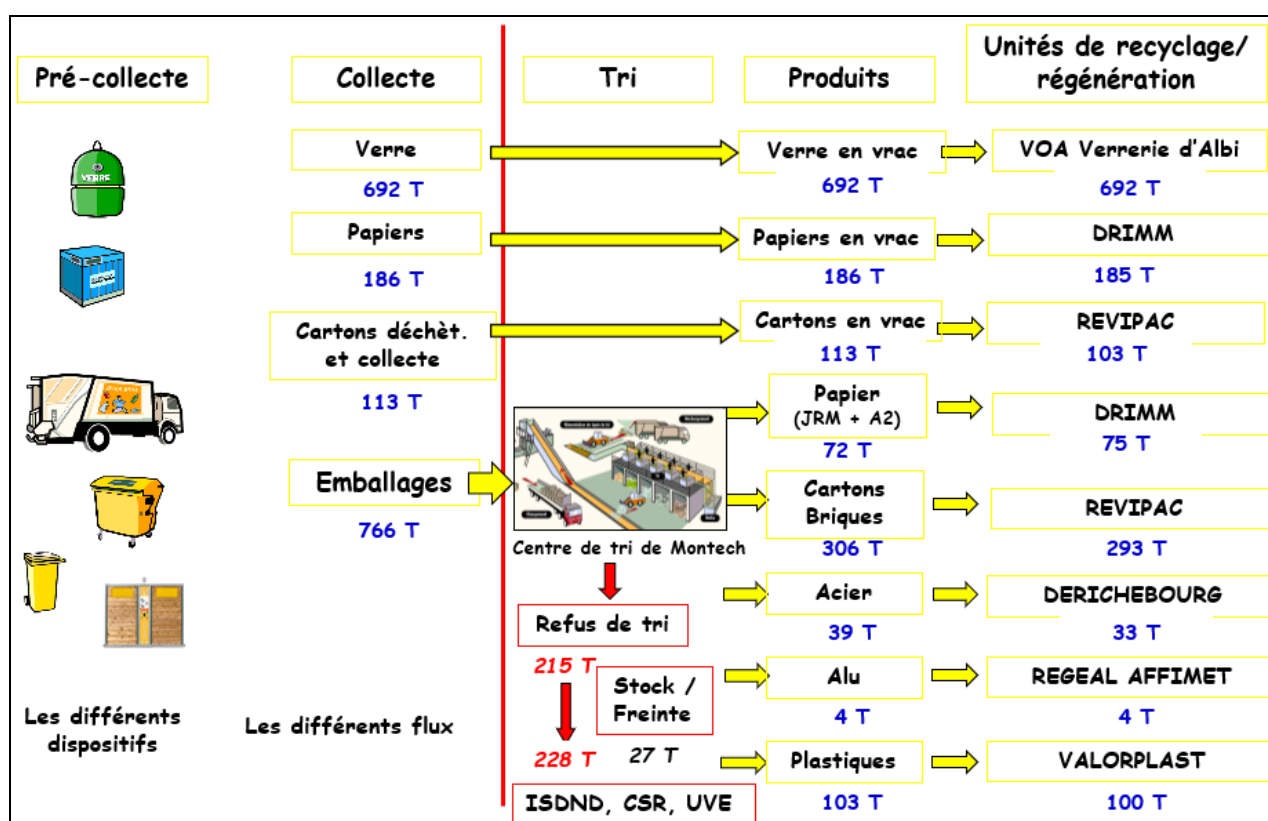 Pré-collecte
Collecte
Tri
Produits
Unités de recyclage/
régénération
VERRE
Verre
692 T
Verre en vrac
692 T
VOA Verrerie d'Albi
692 T
Papiers
186 T
Papiers en vrac
186 T
DRIMM
185 T
Cartons déchèt.
et collecte
113 T
Cartons en vrac
113 T
REVIPAC
103 T
Emballages
766 T
Centre de tri de Montech
Papier
(JRM + A2)
72 T
DRIMM
75 T
Cartons
Briques
306 T
REVIPAC
293 T
Refus de tri
215 T
Acier
39 T
DERICHEBOURG
33 T
Stock /
Freinte
27 T
Alu
4 T
REGEAL AFFIMET
4 T
228 T
ISDND, CSR, UVE
Plastiques
103 T
VALORPLAST
100 T
Les différents
dispositifs
Les différents flux